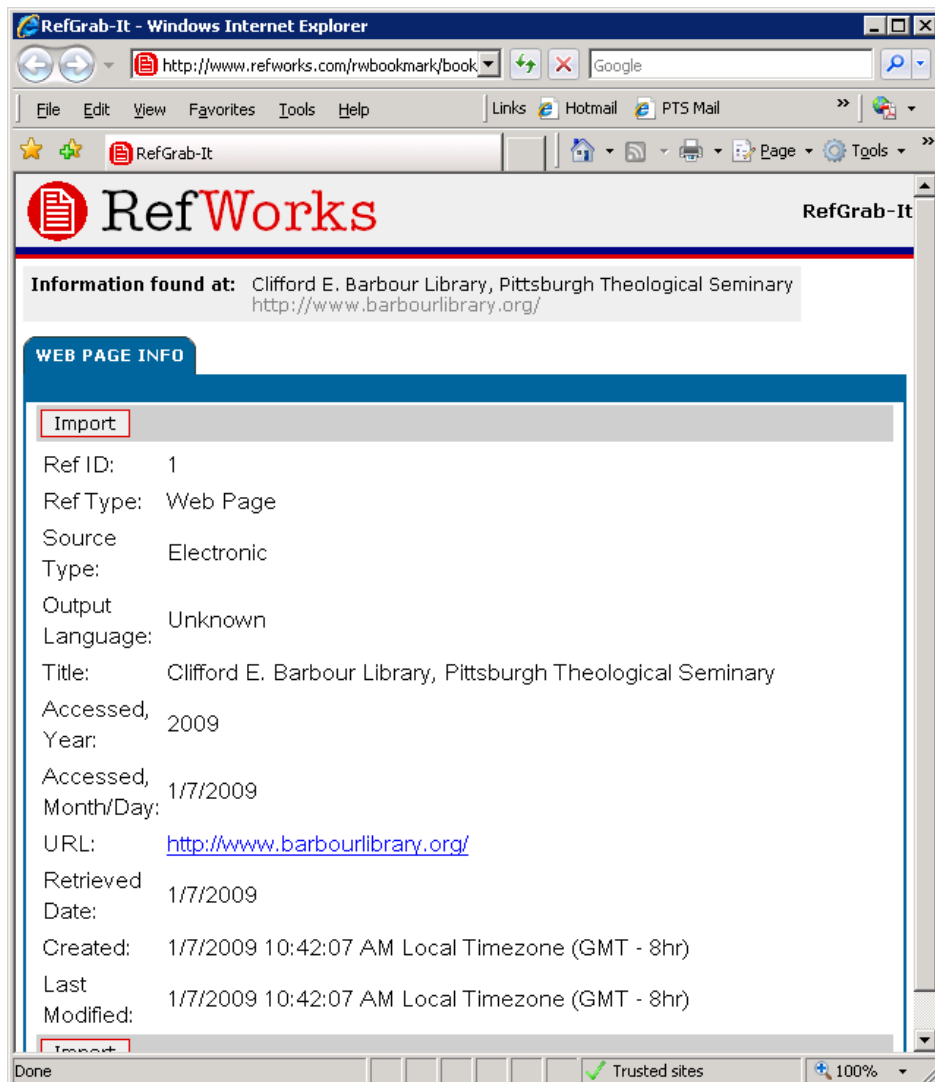 RefGrab-It - Windows Internet Explorer
http://www.refworks.com/rwbookmark/book
Google
File Edit View Favorites Tools Help Links Hotmail PTS Mail »
RefGrab-It Page Tools »
RefWorks RefGrab-It
Information found at: Clifford E. Barbour Library, Pittsburgh Theological Seminary
http://www.barbourlibrary.org/
WEB PAGE INFO
Import
Ref ID: 1
Ref Type: Web Page
Source
Type: Electronic
Output
Language: Unknown
Title: Clifford E. Barbour Library, Pittsburgh Theological Seminary
Accessed,
Year: 2009
Accessed,
Month/Day: 1/7/2009
URL: http://www.barbourlibrary.org/
Retrieved
Date: 1/7/2009
Created: 1/7/2009 10:42:07 AM Local Timezone (GMT - 8hr)
Last
Modified: 1/7/2009 10:42:07 AM Local Timezone (GMT - 8hr)
Import
Done Trusted sites 100%